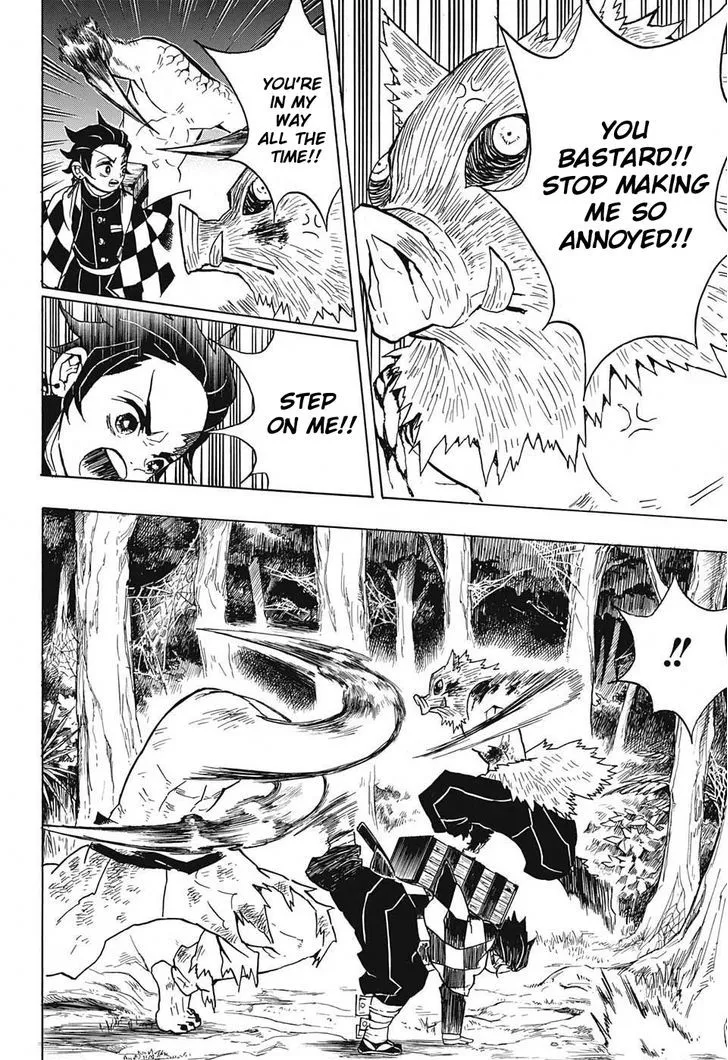 YOU
BASTARD!!
STOP MAKING
ME SO
ANNOYED!!
YOU'RE
IN MY
WAY
ALL THE
TIME!!
STEP
ON ME!!
!!